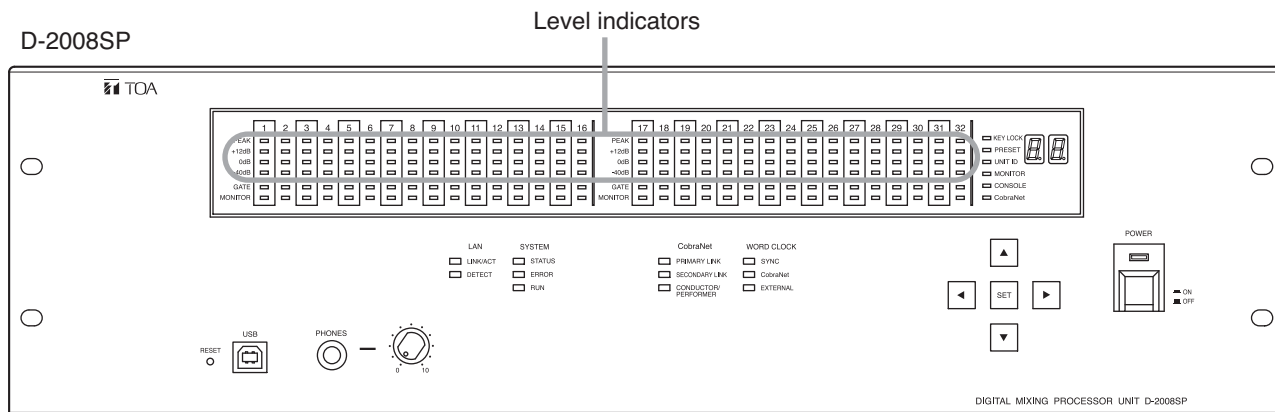 Level indicators
D-2008SP
TOA
1 2 3 4 5 6 7 8 9 10 11 12 13 14 15 16
17 18 19 20 21 22 23 24 25 26 27 28 29 30 31 32
PEAK
+12dB
0dB
-40dB
GATE
MONITOR
PEAK
+12dB
0dB
-40dB
GATE
MONITOR
KEY LOCK
PRESET
UNIT ID
MONITOR
CONSOLE
CobraNet
8.8.
LAN
LINK/ACT
DETECT
SYSTEM
STATUS
ERROR
RUN
CobraNet
PRIMARY LINK
SECONDARY LINK
CONDUCTOR/
PERFORMER
WORD CLOCK
SYNC
CobraNet
EXTERNAL
SET
POWER
ON
OFF
RESET
USB
PHONES
0 10
DIGITAL MIXING PROCESSOR UNIT D-2008SP